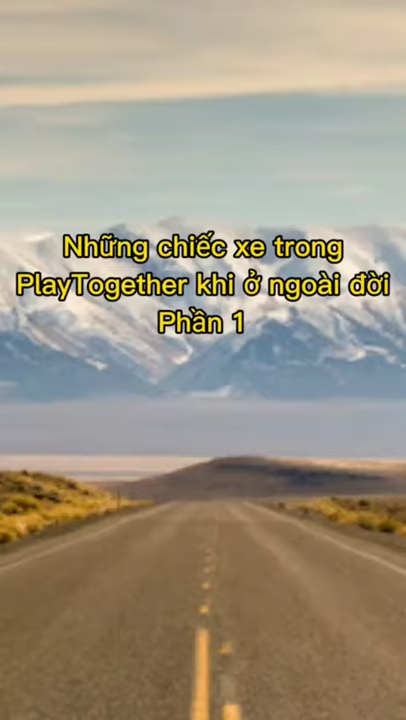 Những chiếc xe trong
PlayTogether khi ở ngoài đời
Phần 1